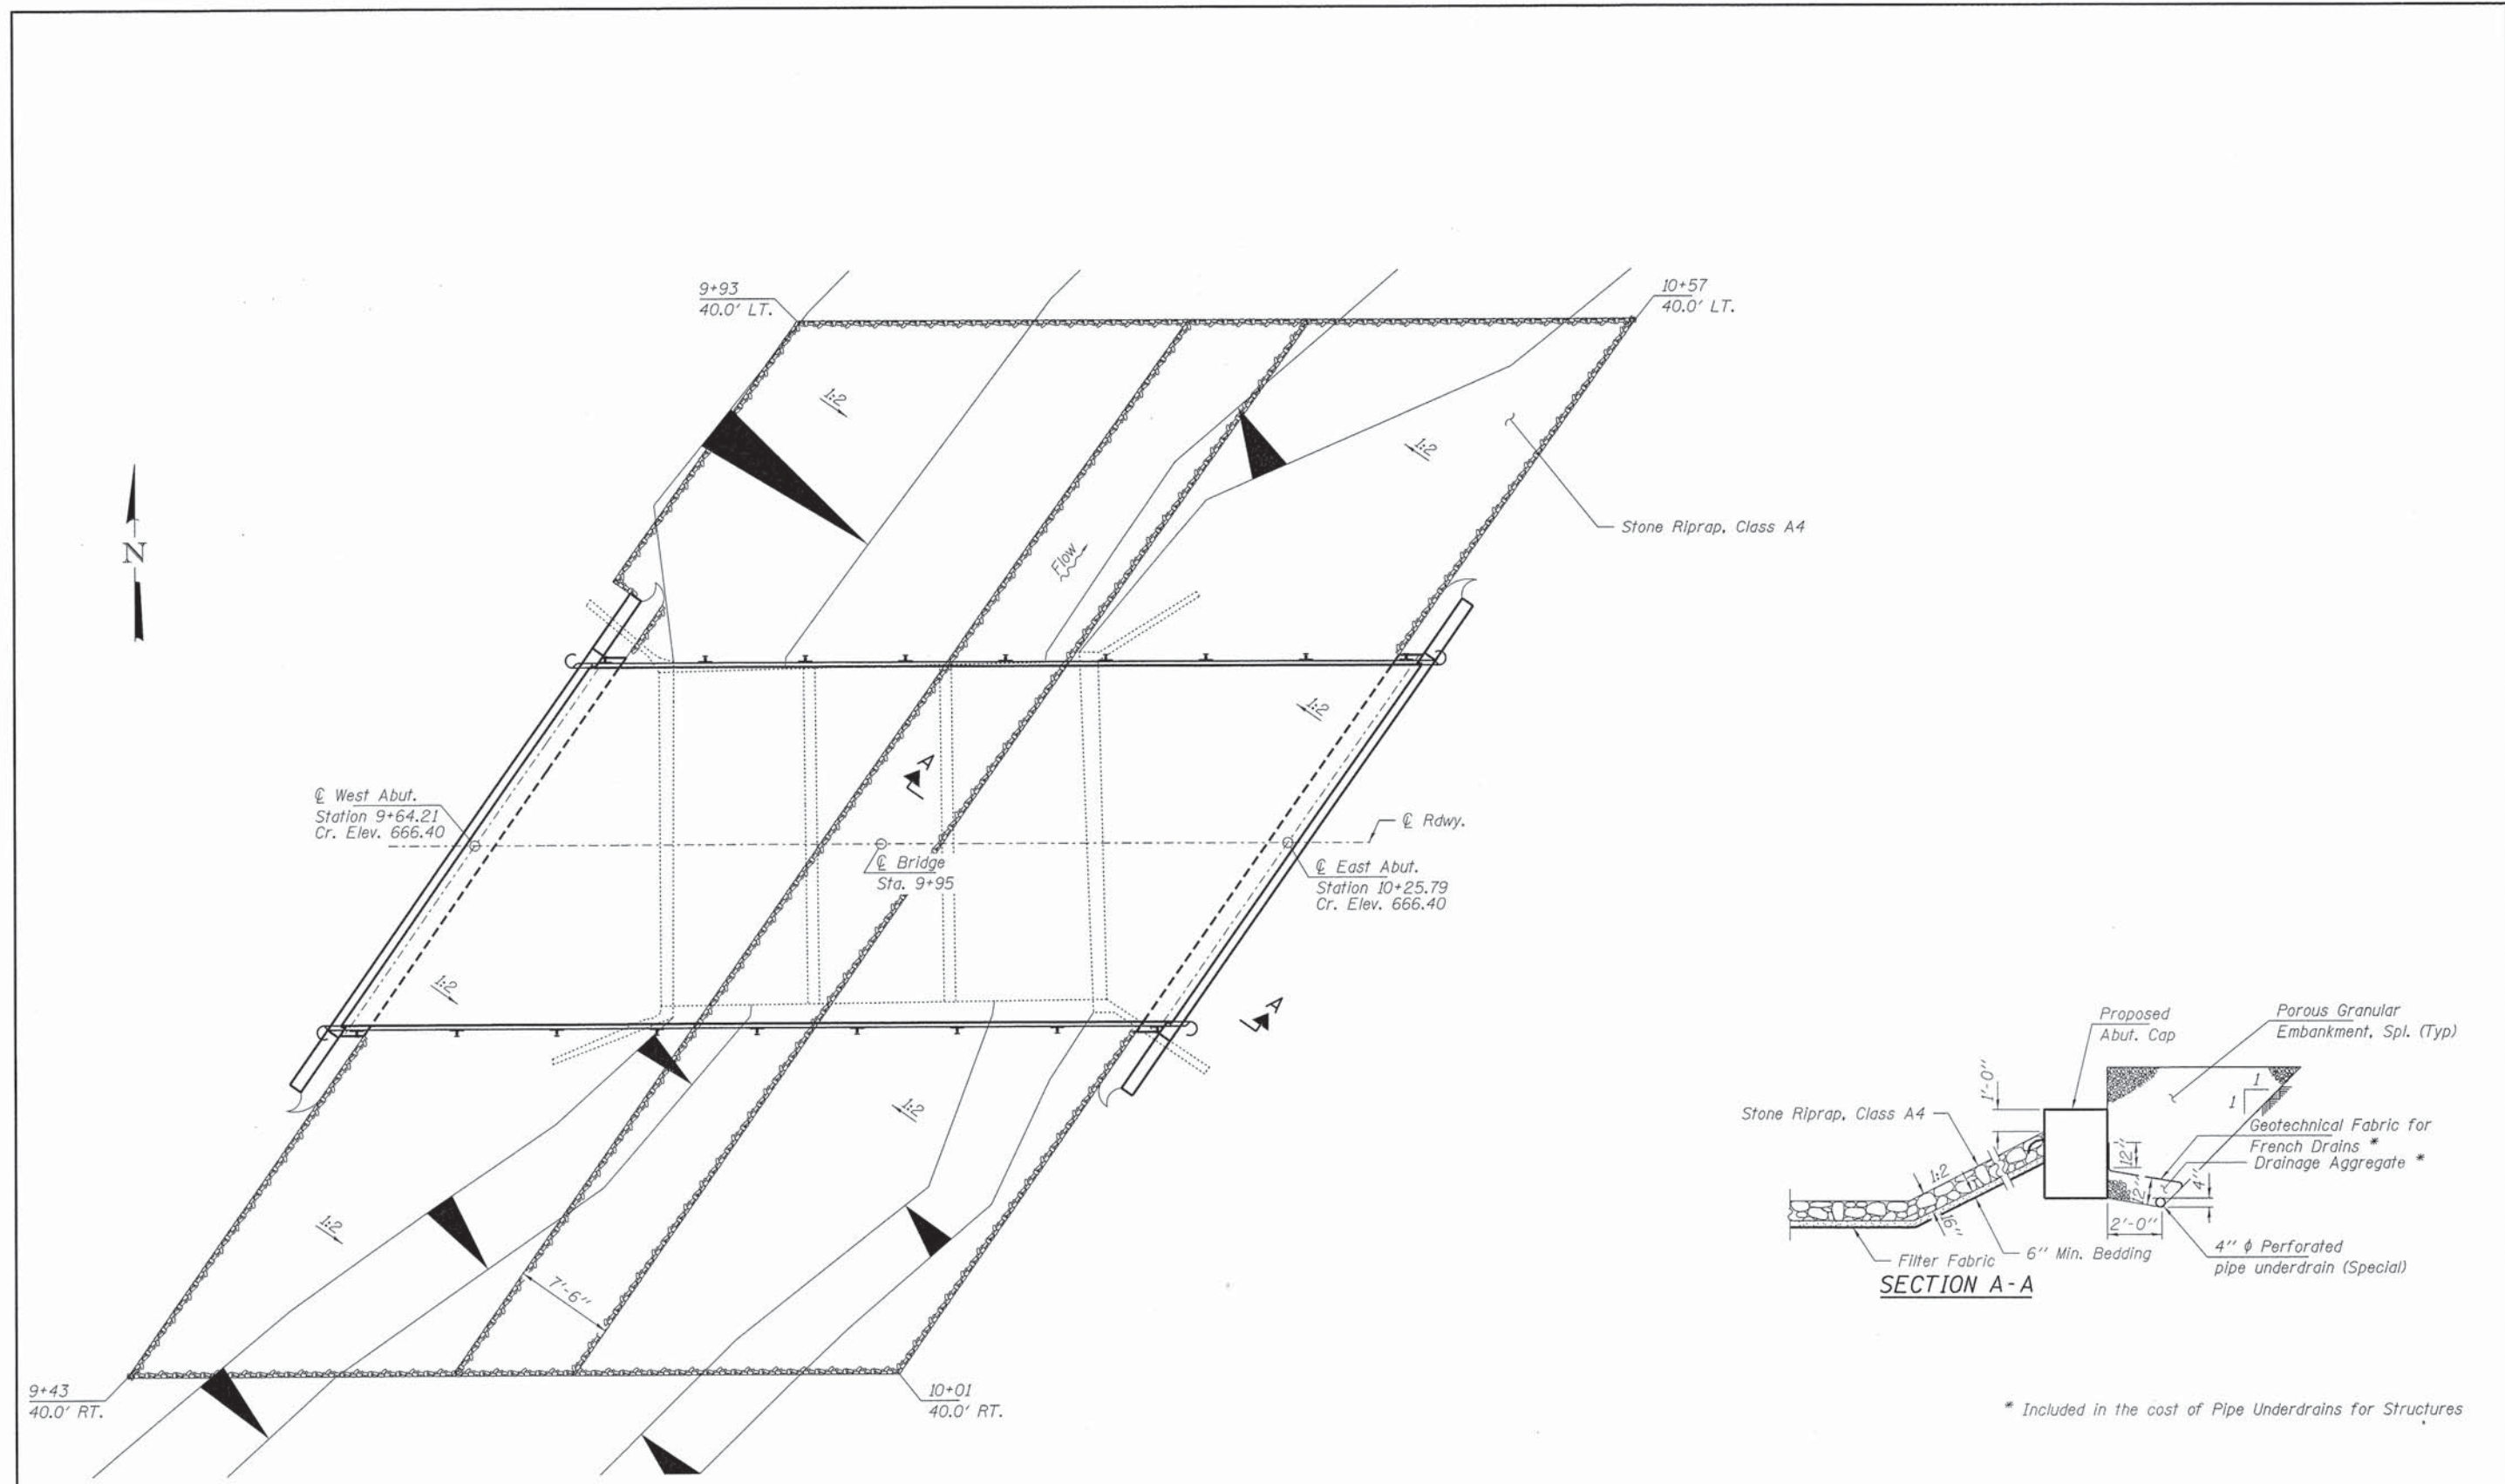 9+93
40.0' LT.
10+57
40.0' LT.
1:2
1:2
Stone Riprap, Class A4
N
Flow
1:2
A
℄ West Abut.
Station 9+64.21
Cr. Elev. 666.40
℄ Rdwy.
℄ Bridge
Sta. 9+95
℄ East Abut.
Station 10+25.79
Cr. Elev. 666.40
1:2
A
1:2
1:2
7'-6"
9+43
40.0' RT.
10+01
40.0' RT.
Proposed
Abut. Cap
Porous Granular
Embankment, Spl. (Typ)
1'-0"
1
1
Stone Riprap, Class A4
Geotechnical Fabric for
French Drains *
Drainage Aggregate *
12"
1:2
12"
4"
16"
2'-0"
Filter Fabric
6" Min. Bedding
4" ϕ Perforated
pipe underdrain (Special)
SECTION A-A
* Included in the cost of Pipe Underdrains for Structures